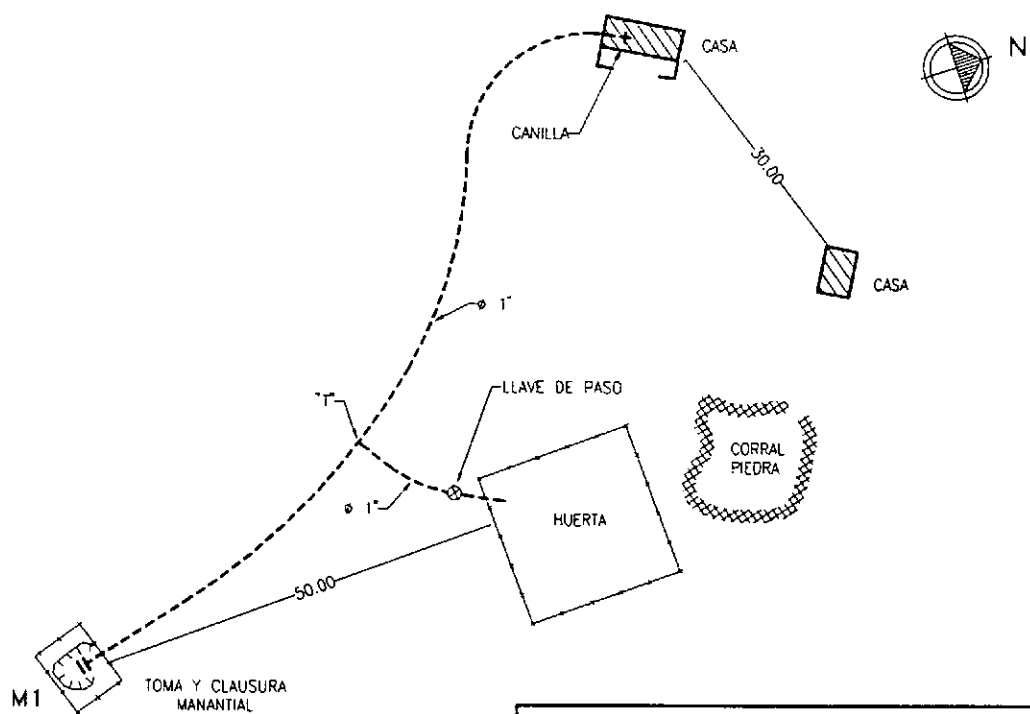 CASA
N
CANILLA
30.00
CASA
ø 1"
"T"
LLAVE DE PASO
CORRAL
PIEDRA
ø 1"
HUERTA
50.00
M1
TOMA Y CLAUSURA
MANANTIAL